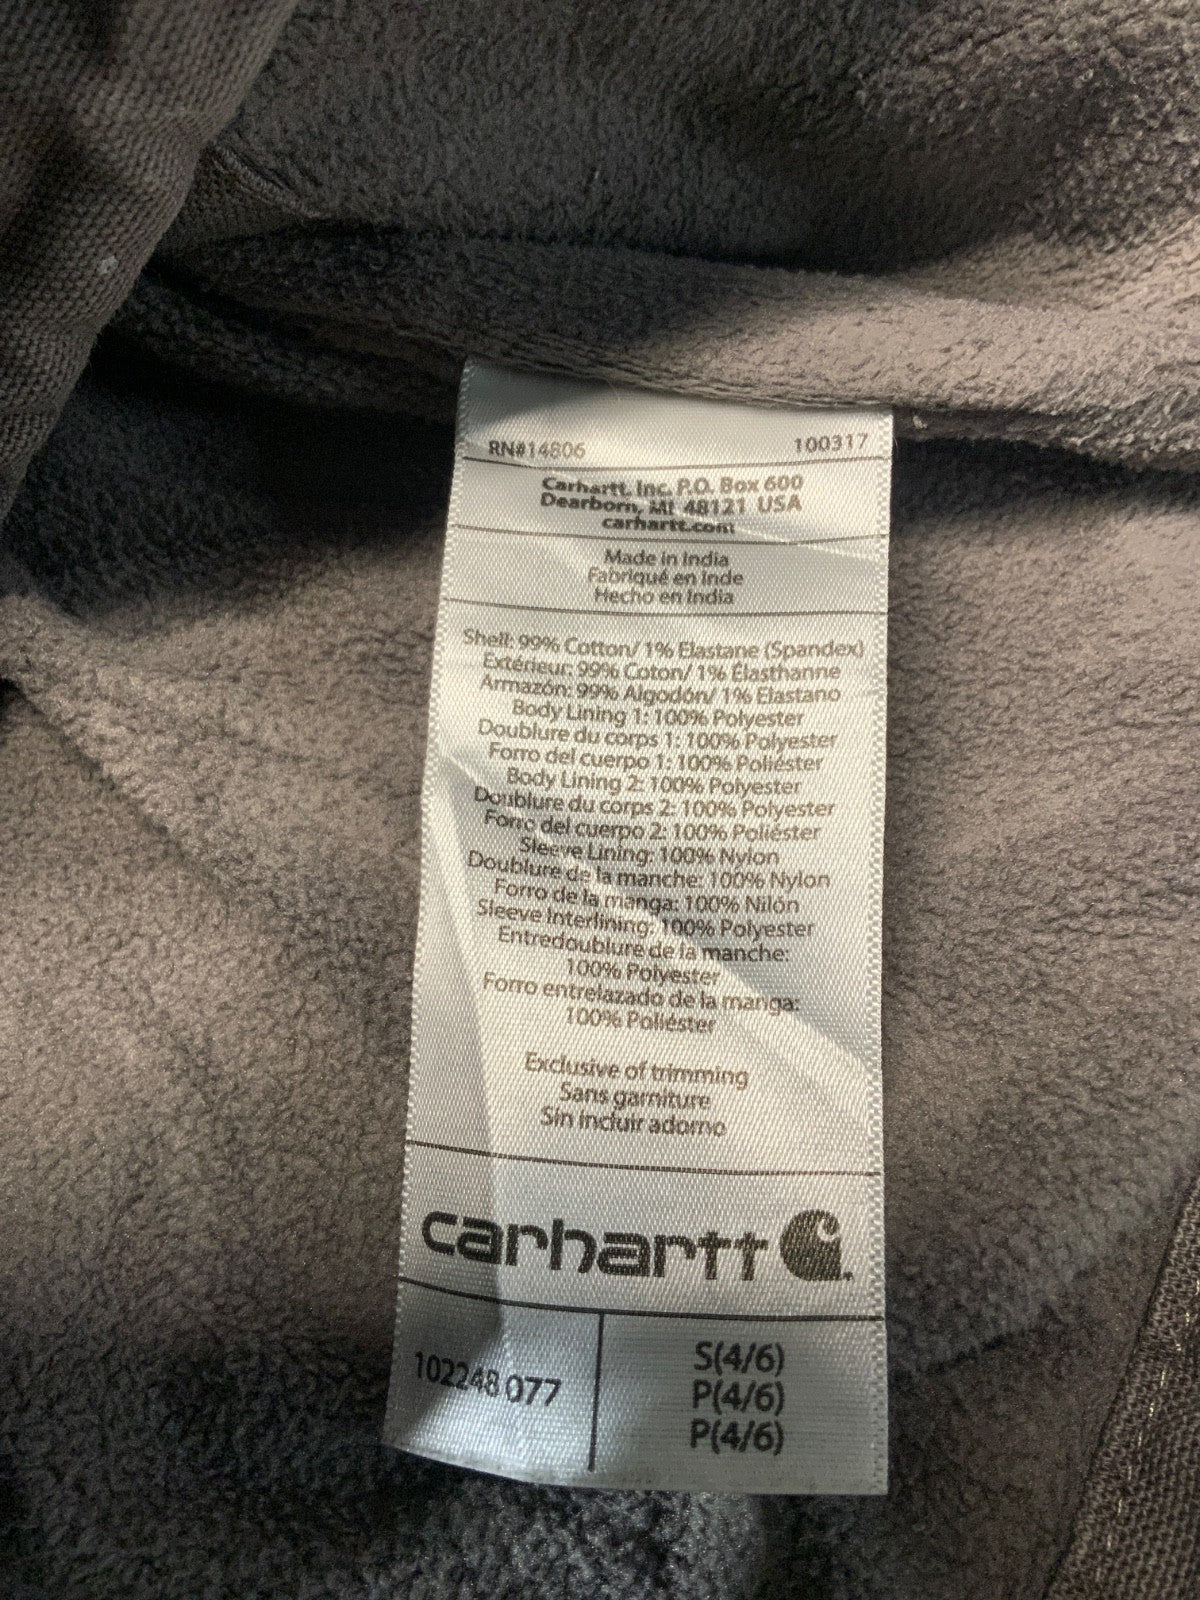 RN#14806 100317
Carhartt, Inc. P.O. Box 600
Dearborn, MI 48121 USA
carhartt.com
Made in India
Fabriqué en Inde
Hecho en India
Shell: 99% Cotton/ 1% Elastane (Spandex)
Extérieur: 99% Coton/ 1% Élasthanne
Armazón: 99% Algodón/ 1% Elastano
Body Lining 1: 100% Polyester
Doublure du corps 1: 100% Polyester
Forro del cuerpo 1: 100% Poliéster
Body Lining 2: 100% Polyester
Doublure du corps 2: 100% Polyester
Forro del cuerpo 2: 100% Poliéster
Sleeve Lining: 100% Nylon
Doublure de la manche: 100% Nylon
Forro de la manga: 100% Nilón
Sleeve Interlining: 100% Polyester
Entredoublure de la manche:
100% Polyester
Forro entrelazado de la manga:
100% Poliéster
Exclusive of trimming
Sans garniture
Sin incluir adorno
carhartt
102248 077
S(4/6)
P(4/6)
P(4/6)